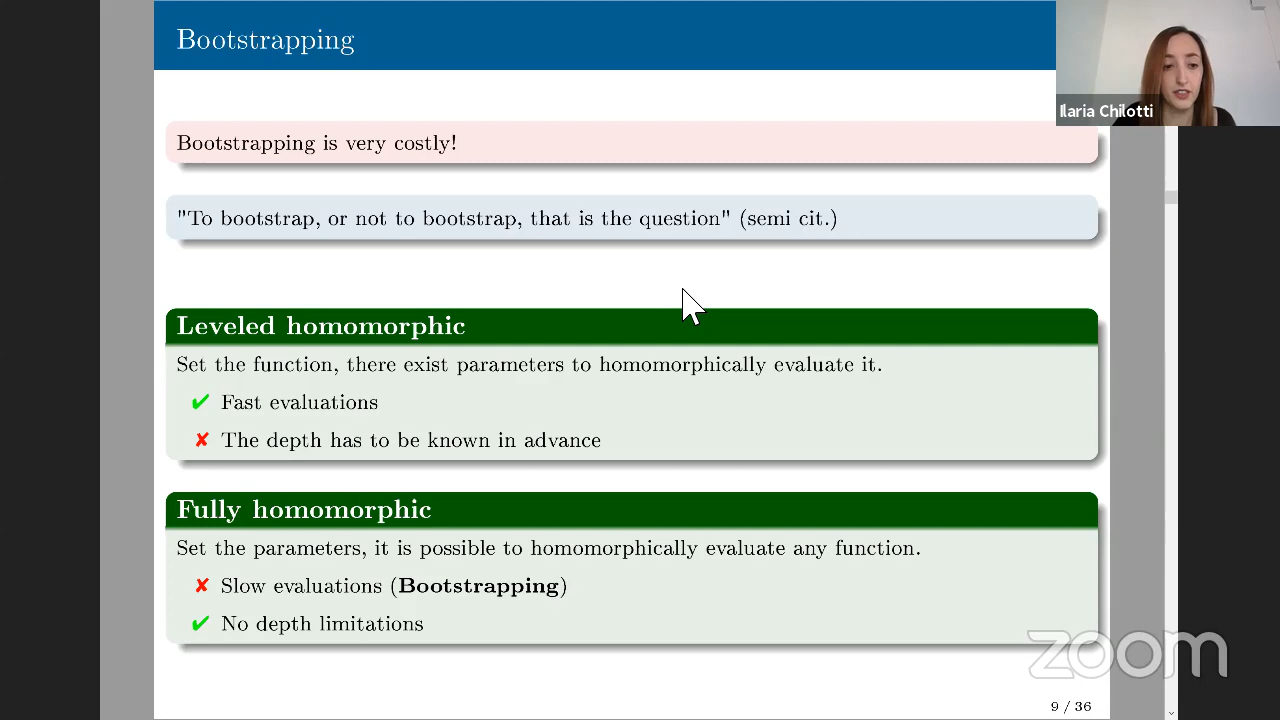 Bootstrapping
Ilaria Chilotti
Bootstrapping is very costly!
"To bootstrap, or not to bootstrap, that is the question" (semi cit.)
Leveled homomorphic
Set the function, there exist parameters to homomorphically evaluate it.
✔ Fast evaluations
✘ The depth has to be known in advance
Fully homomorphic
Set the parameters, it is possible to homomorphically evaluate any function.
✘ Slow evaluations (Bootstrapping)
✔ No depth limitations
zoom
9 / 36